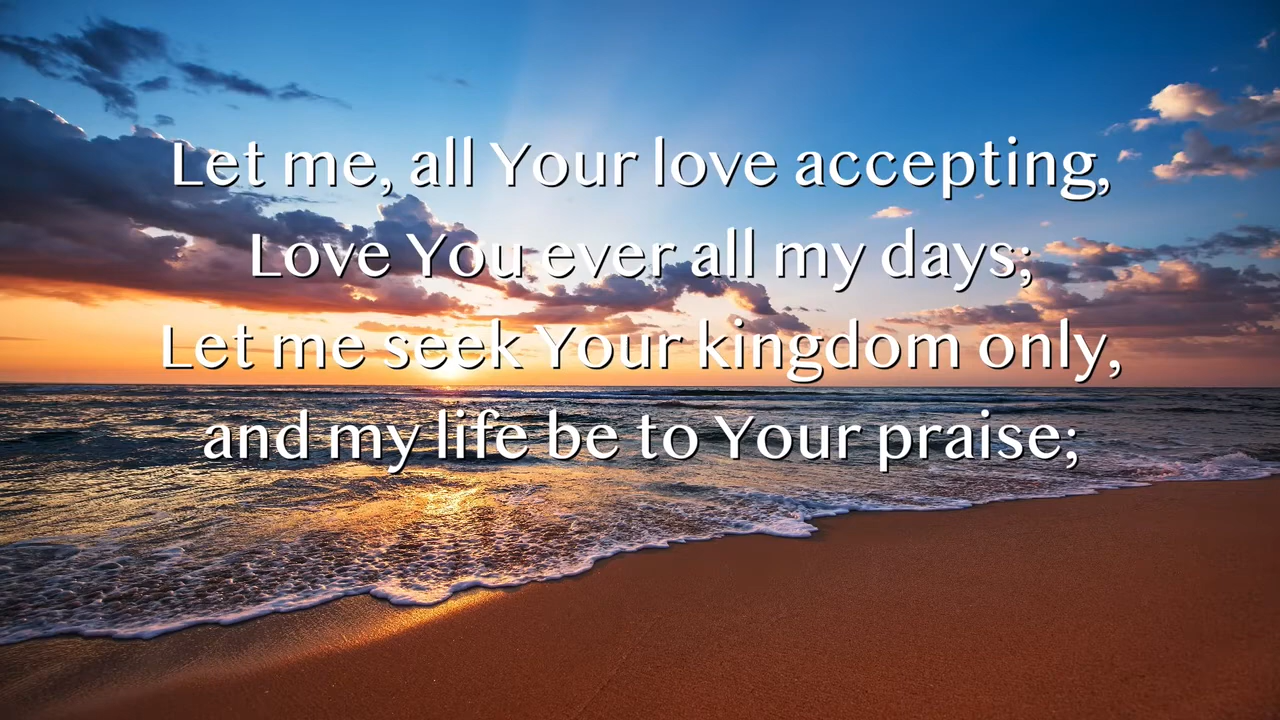 Let me, all Your love accepting,
Love You ever all my days;
Let me seek Your kingdom only,
and my life be to Your praise;